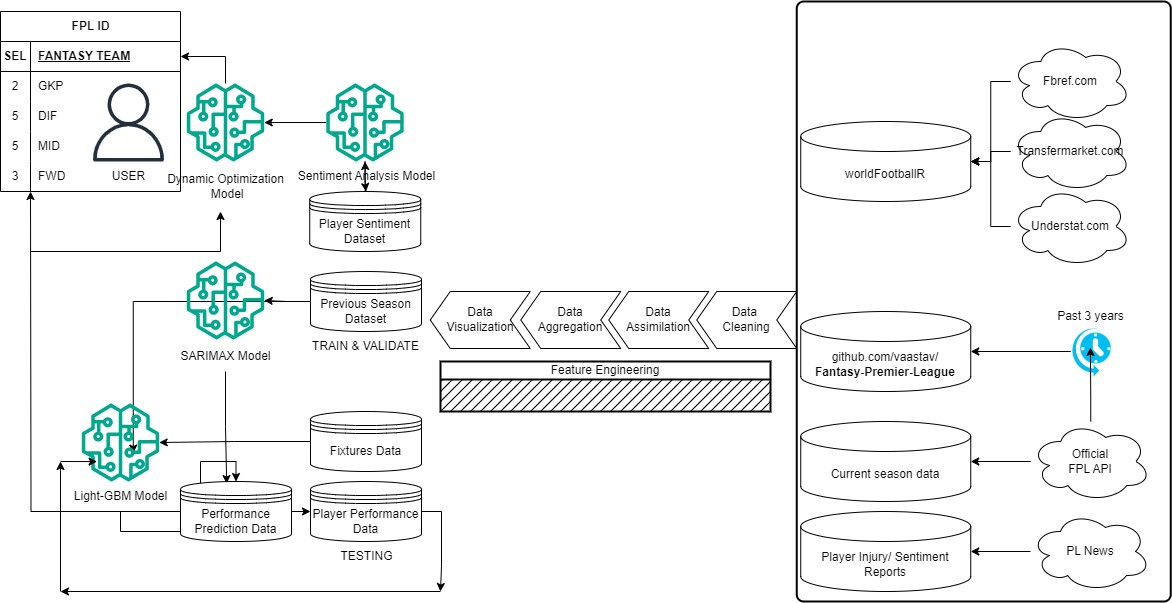 FPL ID
SEL FANTASY TEAM
2 GKP
5 DIF
5 MID
3 FWD
USER
Dynamic Optimization
Model
Sentiment Analysis Model
Player Sentiment
Dataset
Previous Season
Dataset
TRAIN & VALIDATE
SARIMAX Model
Fixtures Data
Light-GBM Model
Performance
Prediction Data
Player Performance
Data
TESTING
Data
Visualization
Data
Aggregation
Data
Assimilation
Data
Cleaning
Feature Engineering
worldFootballR
Fbref.com
Transfermarket.com
Understat.com
github.com/vaastav/
Fantasy-Premier-League
Past 3 years
Current season data
Official
FPL API
Player Injury/ Sentiment
Reports
PL News